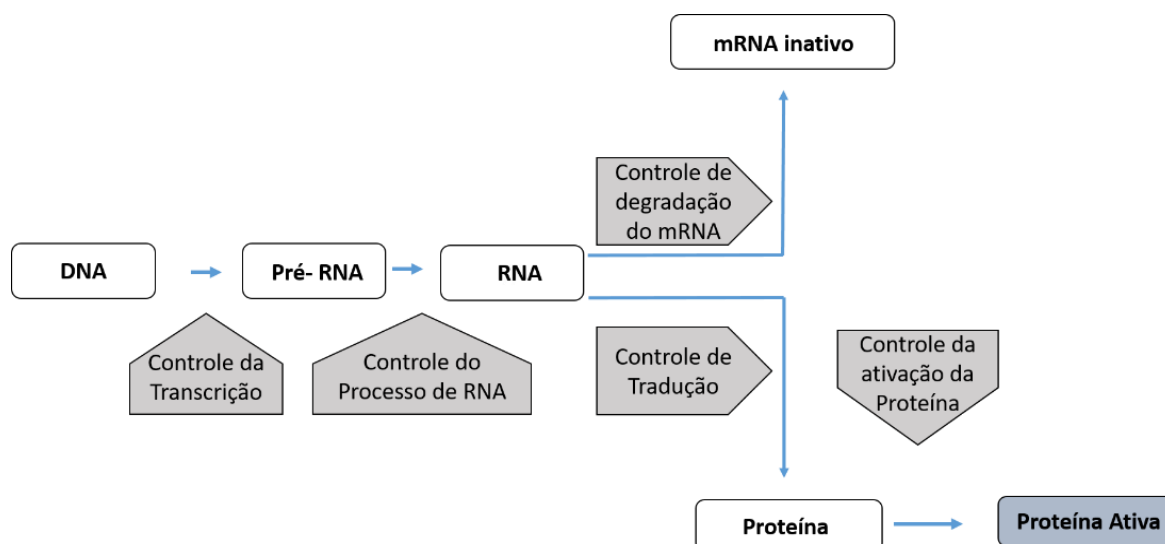 mRNA inativo
Controle de
degradação
do mRNA
DNA
Pré- RNA
RNA
Controle da
Transcrição
Controle do
Processo de RNA
Controle de
Tradução
Controle da
ativação da
Proteína
Proteína
Proteína Ativa